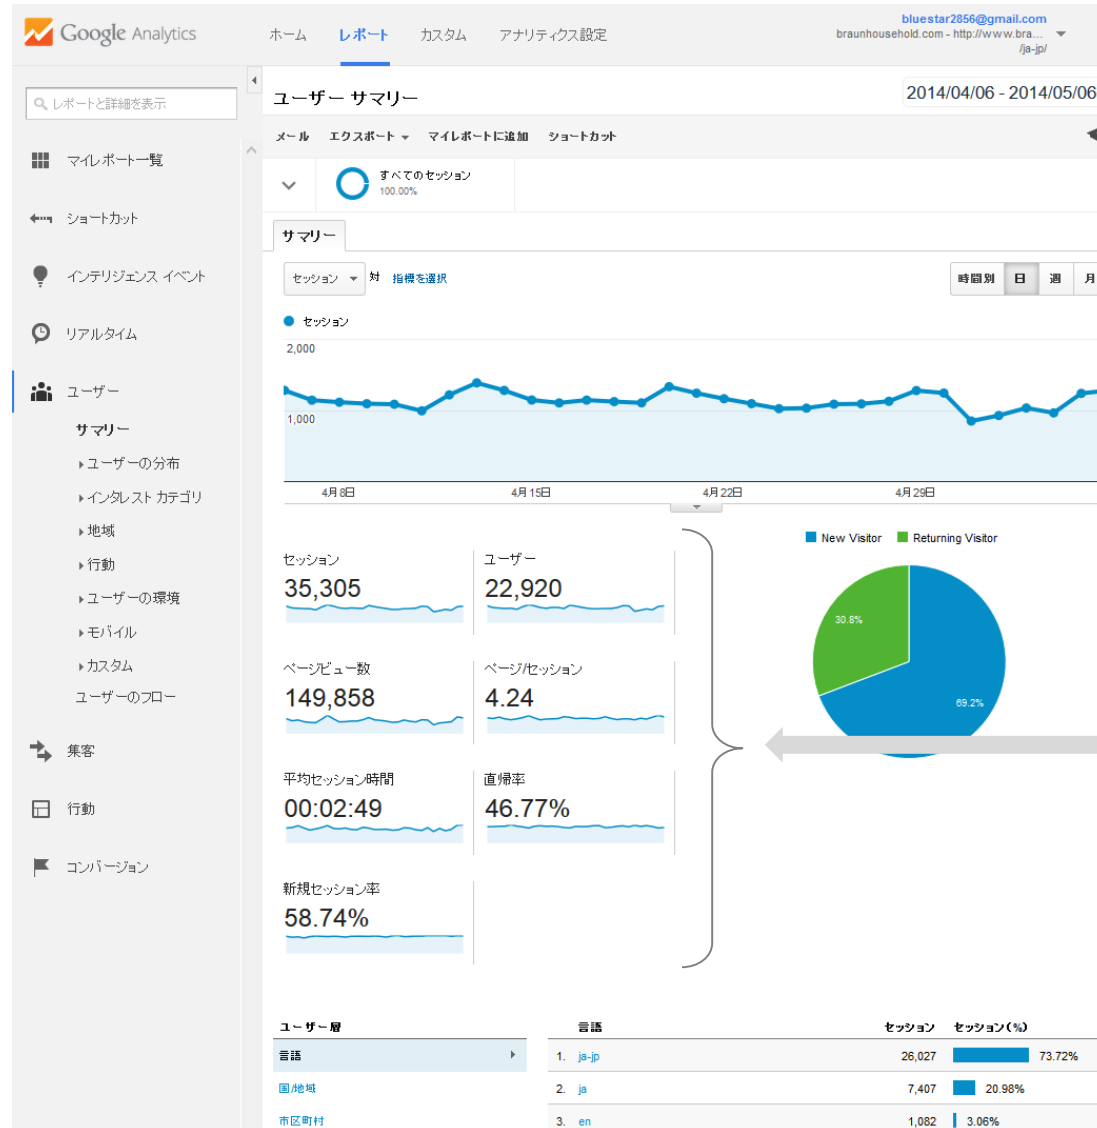 Google Analytics
ホーム
レポート
カスタム
アナリティクス設定
bluestar2856@gmail.com
braunhousehold.com - http://www.bra...
/ja-jp/
レポートと詳細を表示
マイレポート一覧
ショートカット
インテリジェンス イベント
リアルタイム
ユーザー
サマリー
ユーザーの分布
インタレスト カテゴリ
地域
行動
ユーザーの環境
モバイル
カスタム
ユーザーのフロー
集客
行動
コンバージョン
ユーザー サマリー
2014/04/06 - 2014/05/06
メール
エクスポート
マイレポートに追加
ショートカット
すべてのセッション
100.00%
サマリー
セッション
対
指標を選択
時間別
日
週
月
セッション
2,000
1,000
4月8日
4月15日
4月22日
4月29日
セッション
35,305
ユーザー
22,920
ページビュー数
149,858
ページ/セッション
4.24
平均セッション時間
00:02:49
直帰率
46.77%
新規セッション率
58.74%
New Visitor
Returning Visitor
30.8%
69.2%
ユーザー層
言語
国/地域
市区町村
言語 セッション セッション(%)
1. ja-jp 26,027 73.72%
2. ja 7,407 20.98%
3. en 1,082 3.06%